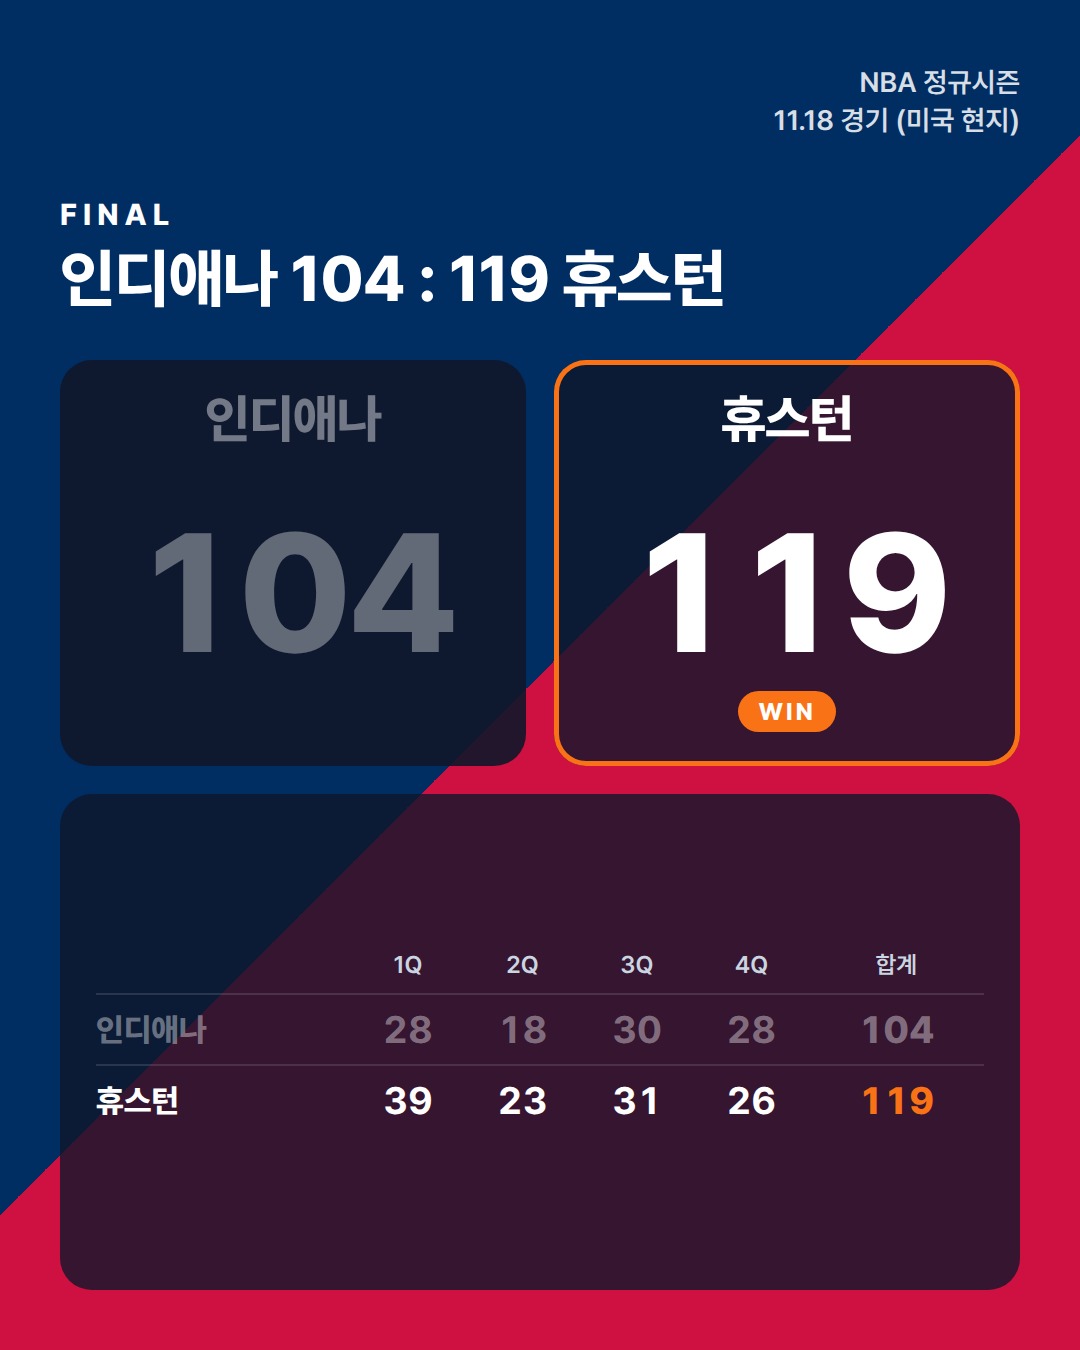 NBA 정규시즌
11.18 경기 (미국 현지)
FINAL
인디애나 104 : 119 휴스턴
인디애나
104
휴스턴
119
WIN
1Q 2Q 3Q 4Q 합계
인디애나 28 18 30 28 104
휴스턴 39 23 31 26 119